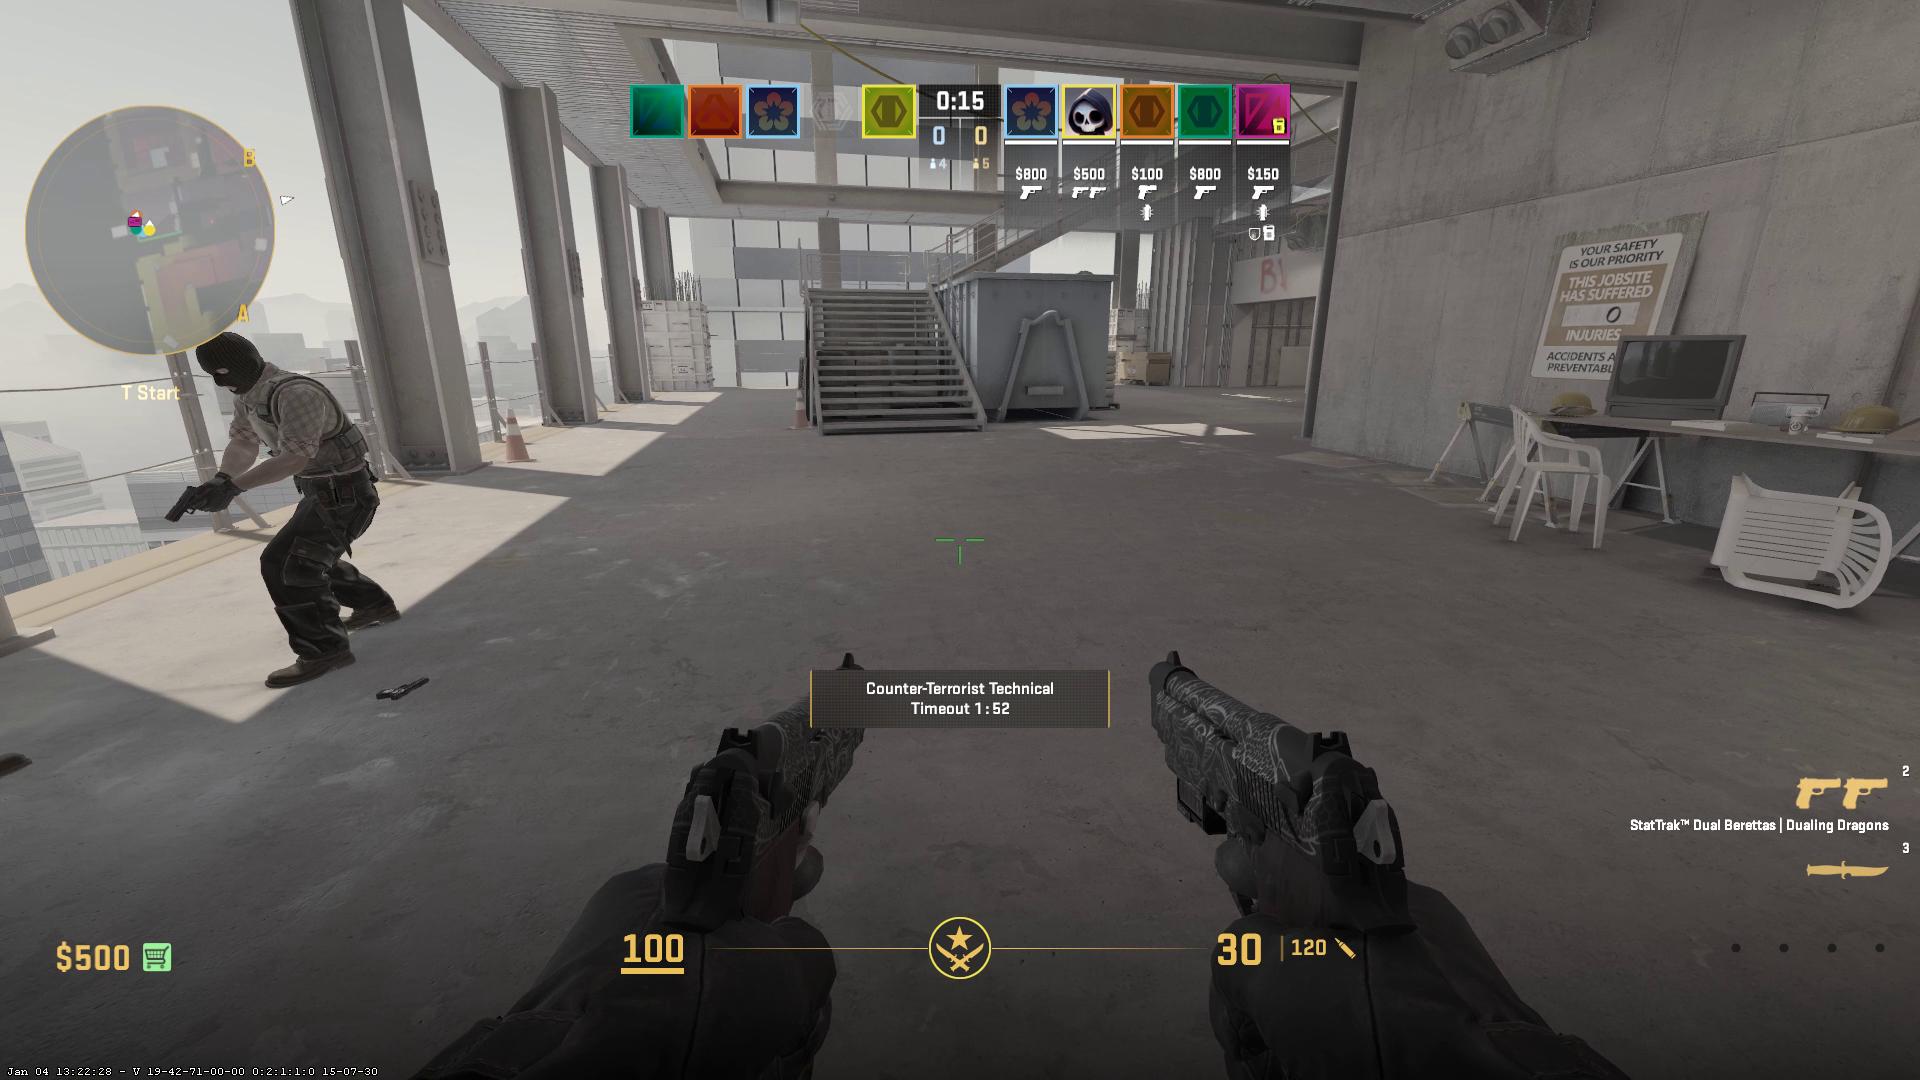 0:15
0 0
4 5
$800 $500 $100 $800 $150
B
A
T Start
B1
YOUR SAFETY
IS OUR PRIORITY
THIS JOBSITE
HAS SUFFERED
0
INJURIES
ACCIDENTS A
PREVENTABL
Counter-Terrorist Technical
Timeout 1:52
2
StatTrak™ Dual Berettas | Dualing Dragons
3
$500
100
30 | 120
Jan 04 13:22:28 - V 19-42-71-00-00 0:2:1:1:0 15-07-30